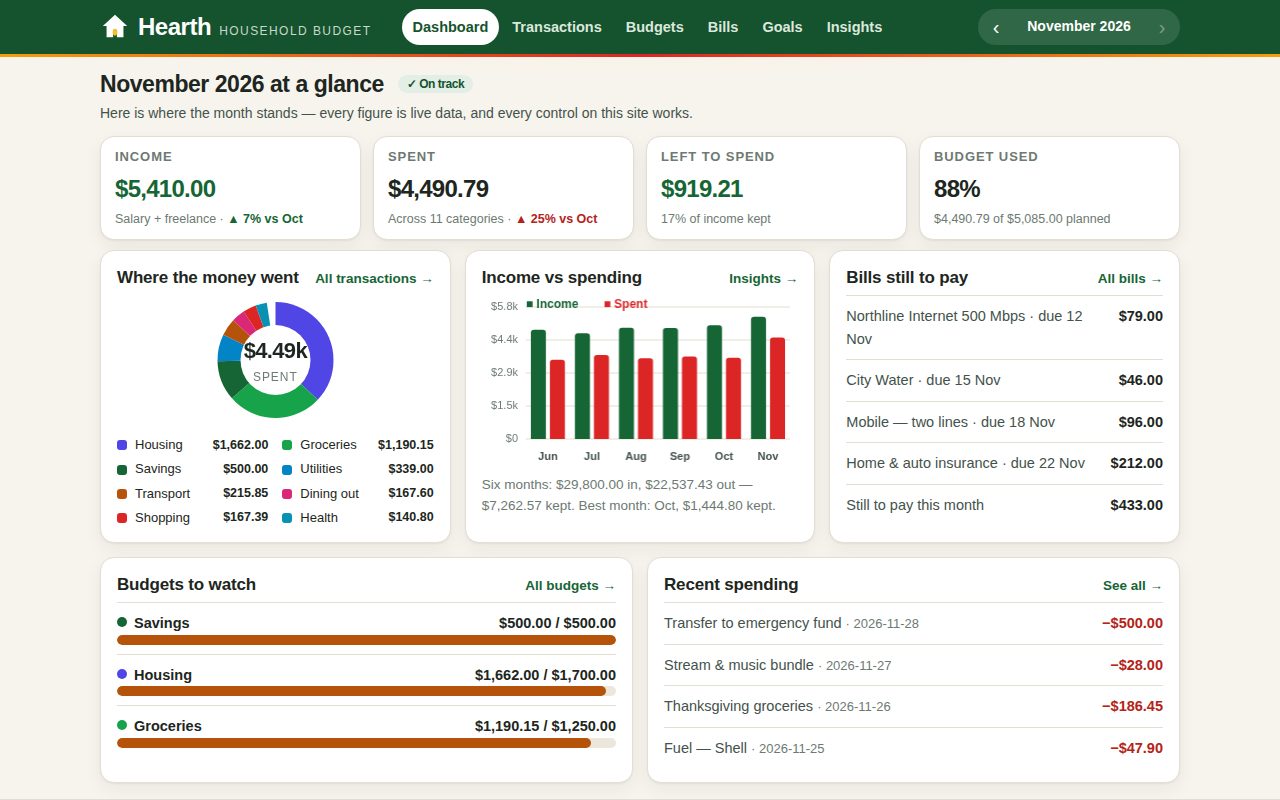 Hearth HOUSEHOLD BUDGET Dashboard Transactions Budgets Bills Goals Insights ‹ November 2026 ›
November 2026 at a glance ✓ On track
Here is where the month stands — every figure is live data, and every control on this site works.
INCOME
$5,410.00
Salary + freelance · ▲ 7% vs Oct
SPENT
$4,490.79
Across 11 categories · ▲ 25% vs Oct
LEFT TO SPEND
$919.21
17% of income kept
BUDGET USED
88%
$4,490.79 of $5,085.00 planned
Where the money went All transactions →
$4.49k
SPENT
Housing $1,662.00 Groceries $1,190.15
Savings $500.00 Utilities $339.00
Transport $215.85 Dining out $167.60
Shopping $167.39 Health $140.80
Income vs spending Insights →
■ Income ■ Spent
$5.8k
$4.4k
$2.9k
$1.5k
$0
Jun Jul Aug Sep Oct Nov
Six months: $29,800.00 in, $22,537.43 out —
$7,262.57 kept. Best month: Oct, $1,444.80 kept.
Bills still to pay All bills →
Northline Internet 500 Mbps · due 12 $79.00
Nov
City Water · due 15 Nov $46.00
Mobile — two lines · due 18 Nov $96.00
Home & auto insurance · due 22 Nov $212.00
Still to pay this month $433.00
Budgets to watch All budgets →
Savings $500.00 / $500.00
Housing $1,662.00 / $1,700.00
Groceries $1,190.15 / $1,250.00
Recent spending See all →
Transfer to emergency fund · 2026-11-28 −$500.00
Stream & music bundle · 2026-11-27 −$28.00
Thanksgiving groceries · 2026-11-26 −$186.45
Fuel — Shell · 2026-11-25 −$47.90